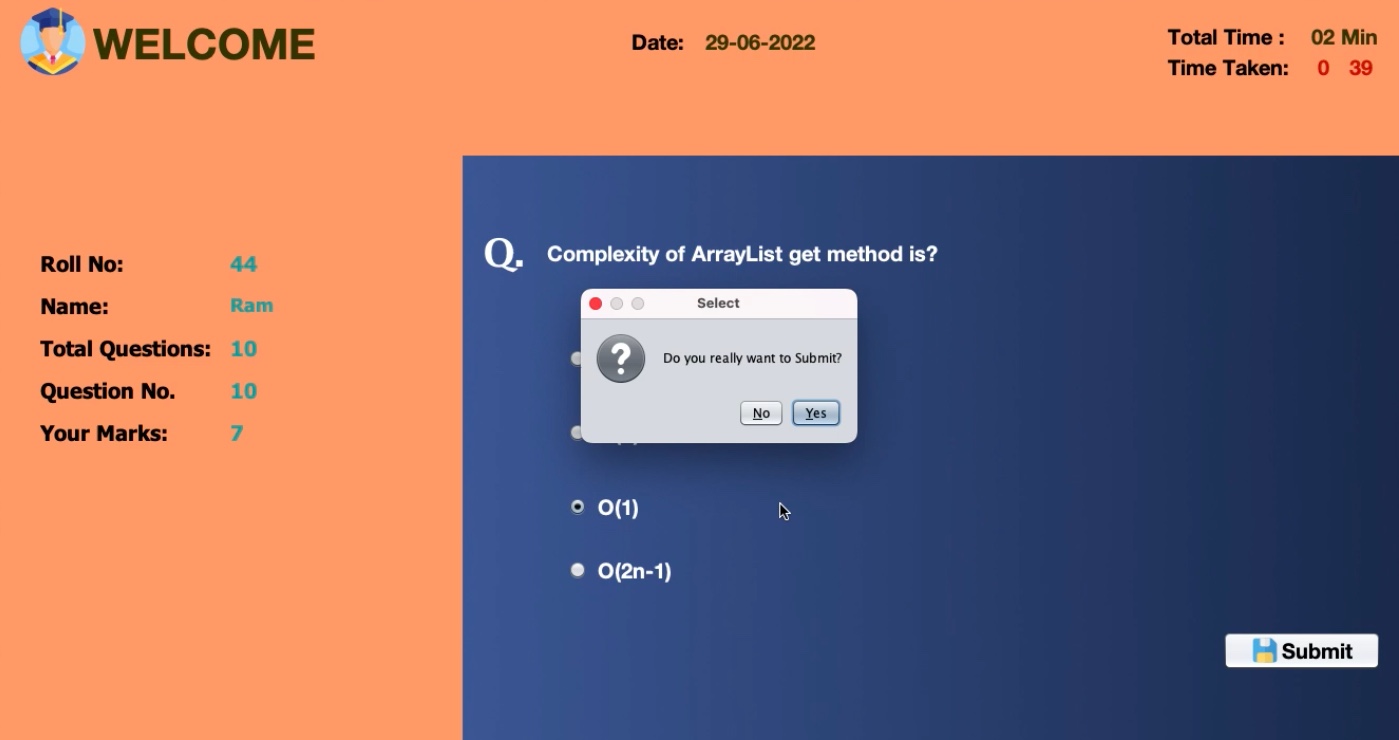 WELCOME
Date: 29-06-2022
Total Time : 02 Min
Time Taken: 0 39
Roll No: 44
Name: Ram
Total Questions: 10
Question No. 10
Your Marks: 7
Q. Complexity of ArrayList get method is?
Select
?
Do you really want to Submit?
No Yes
O(1)
O(2n-1)
Submit